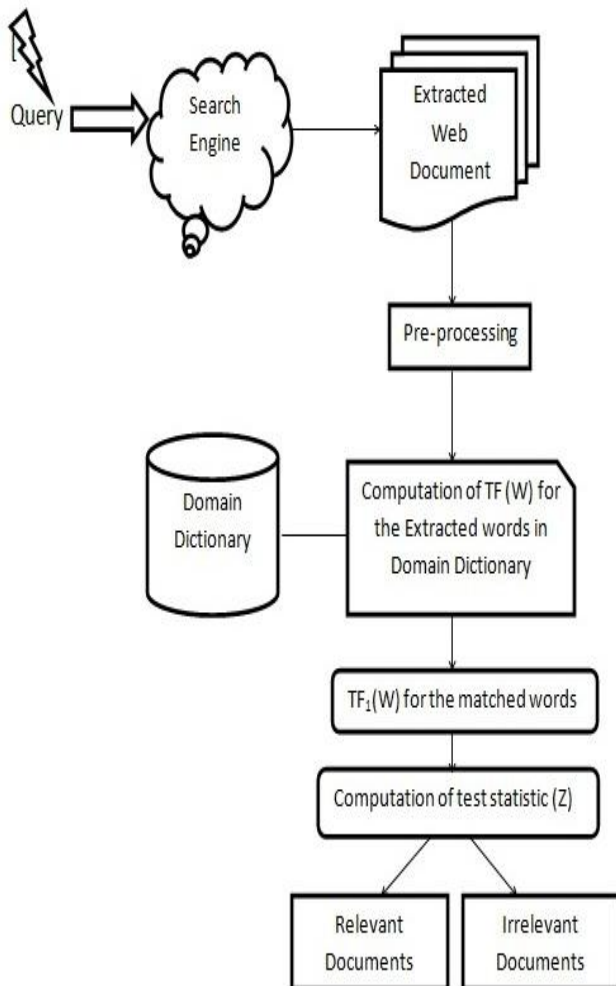 Query
Search
Engine
Extracted
Web
Document
Pre-processing
Domain
Dictionary
Computation of TF (W) for
the Extracted words in
Domain Dictionary
TF₁(W) for the matched words
Computation of test statistic (Z)
Relevant
Documents
Irrelevant
Documents